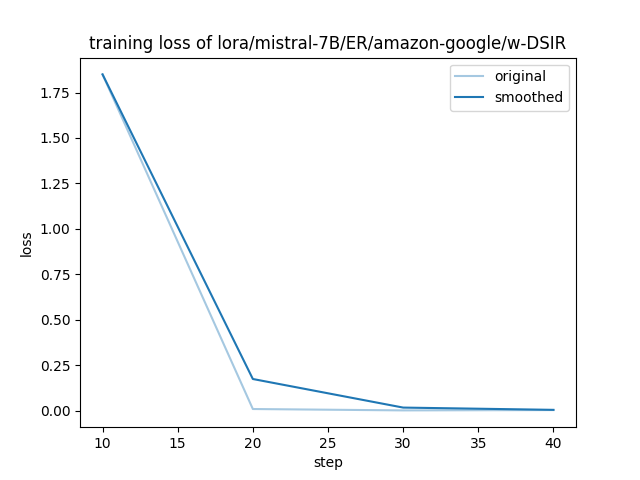 training loss of lora/mistral-7B/ER/amazon-google/w-DSIR
original
smoothed
1.75
1.50
1.25
1.00
0.75
0.50
0.25
0.00
loss
10 15 20 25 30 35 40
step